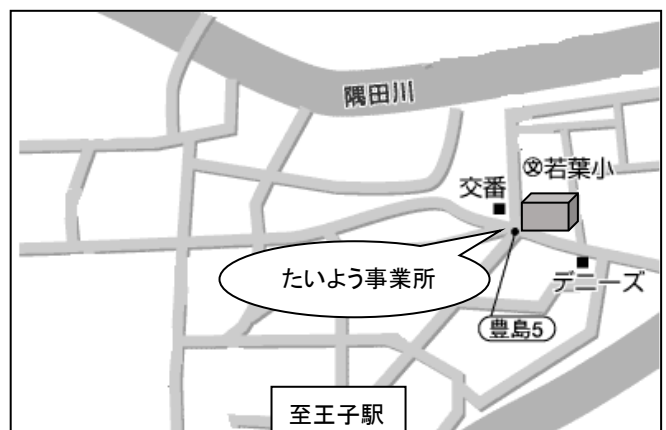 隅田川
㊫若葉小
交番
たいよう事業所
デニーズ
豊島5
至王子駅